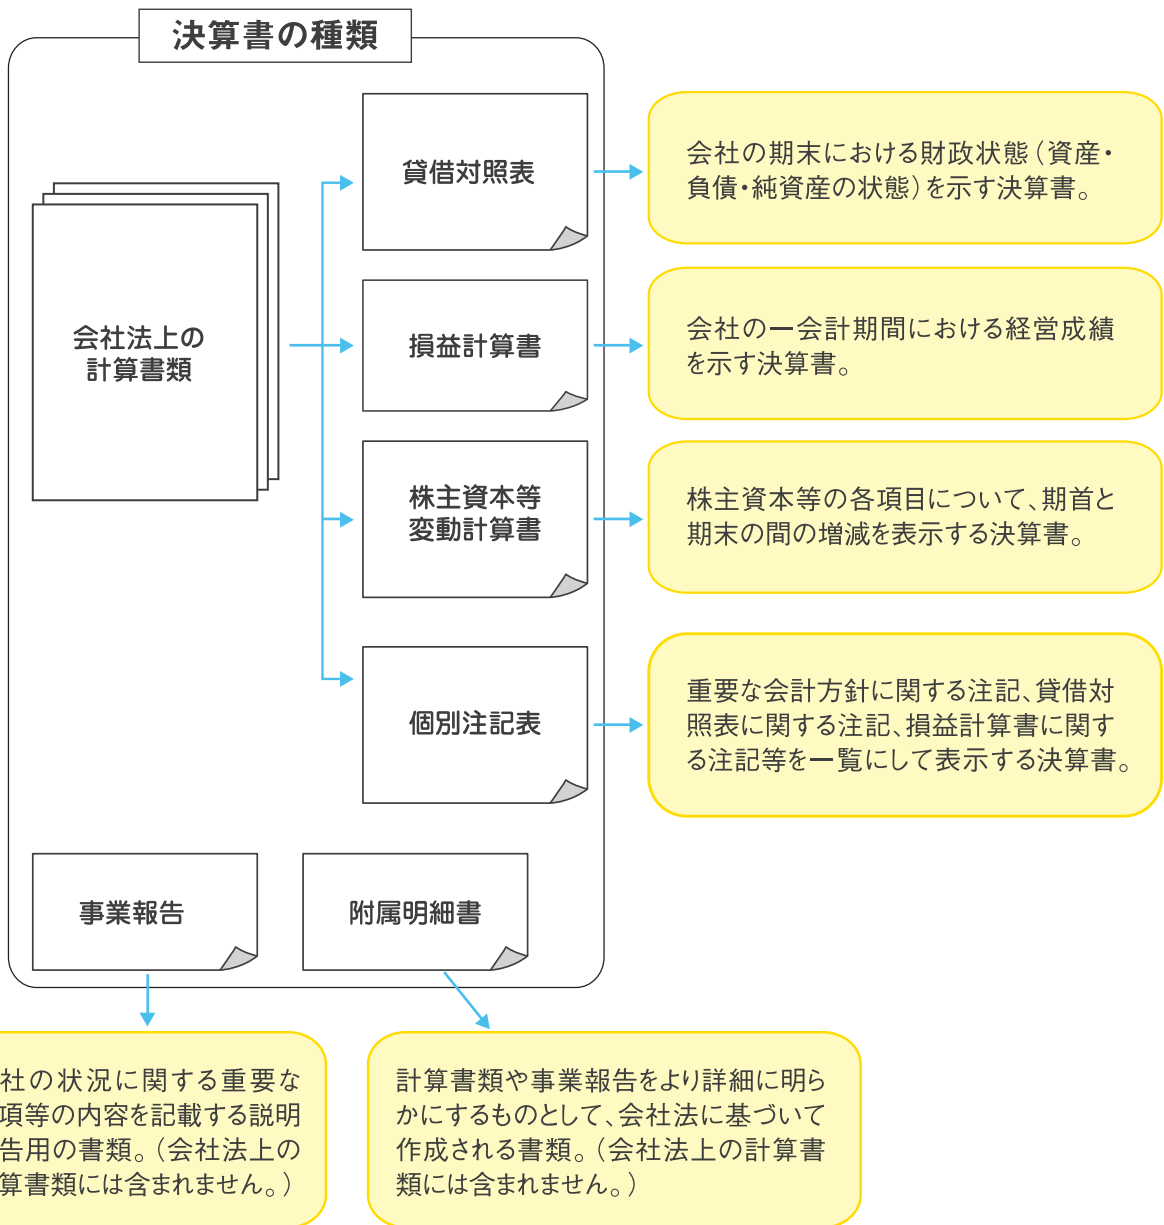 決算書の種類
会社法上の
計算書類
貸借対照表
会社の期末における財政状態（資産・
負債・純資産の状態）を示す決算書。
損益計算書
会社の一会計期間における経営成績
を示す決算書。
株主資本等
変動計算書
株主資本等の各項目について、期首と
期末の間の増減を表示する決算書。
個別注記表
重要な会計方針に関する注記、貸借対
照表に関する注記、損益計算書に関す
る注記等を一覧にして表示する決算書。
事業報告
附属明細書
社の状況に関する重要な
項等の内容を記載する説明
告用の書類。（会社法上の
算書類には含まれません。）
計算書類や事業報告をより詳細に明ら
かにするものとして、会社法に基づいて
作成される書類。（会社法上の計算書
類には含まれません。）